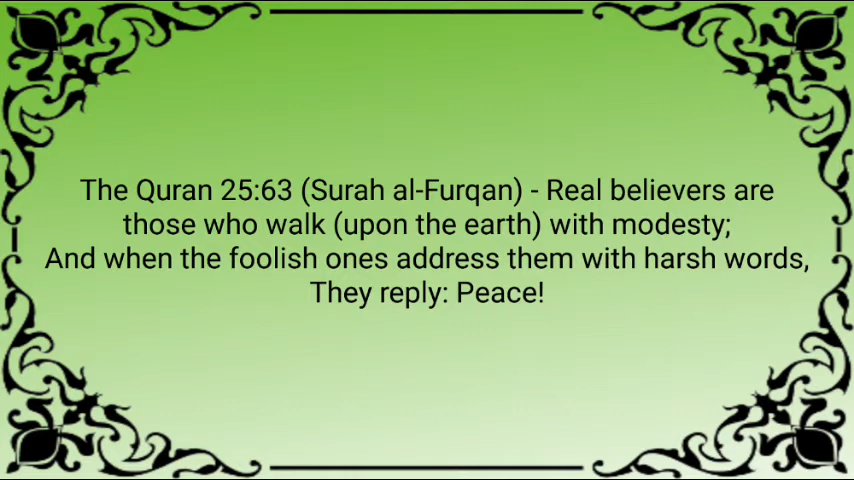 The Quran 25:63 (Surah al-Furqan) - Real believers are
those who walk (upon the earth) with modesty;
And when the foolish ones address them with harsh words,
They reply: Peace!